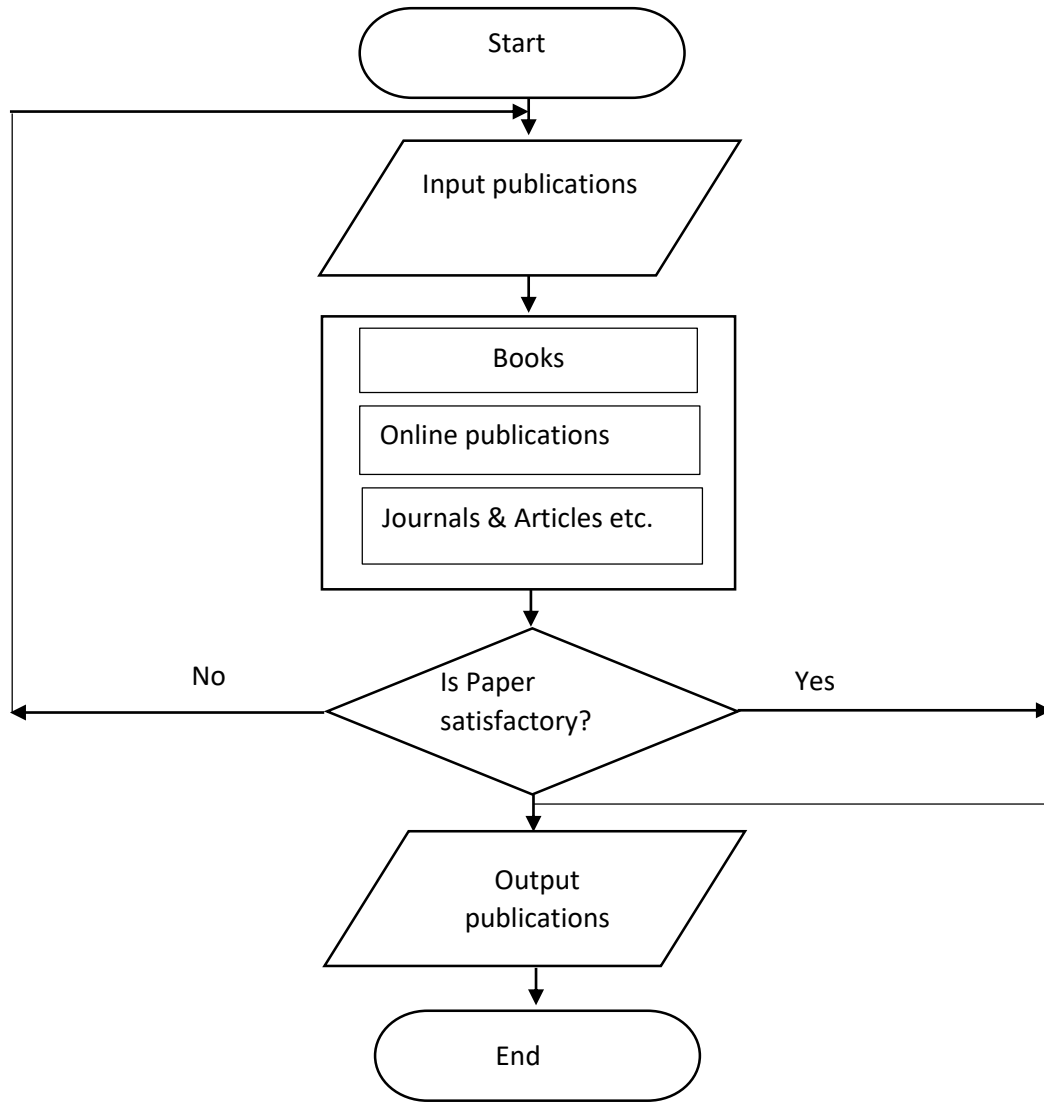 Start
Input publications
Books
Online publications
Journals & Articles etc.
No
Is Paper
satisfactory?
Yes
Output
publications
End